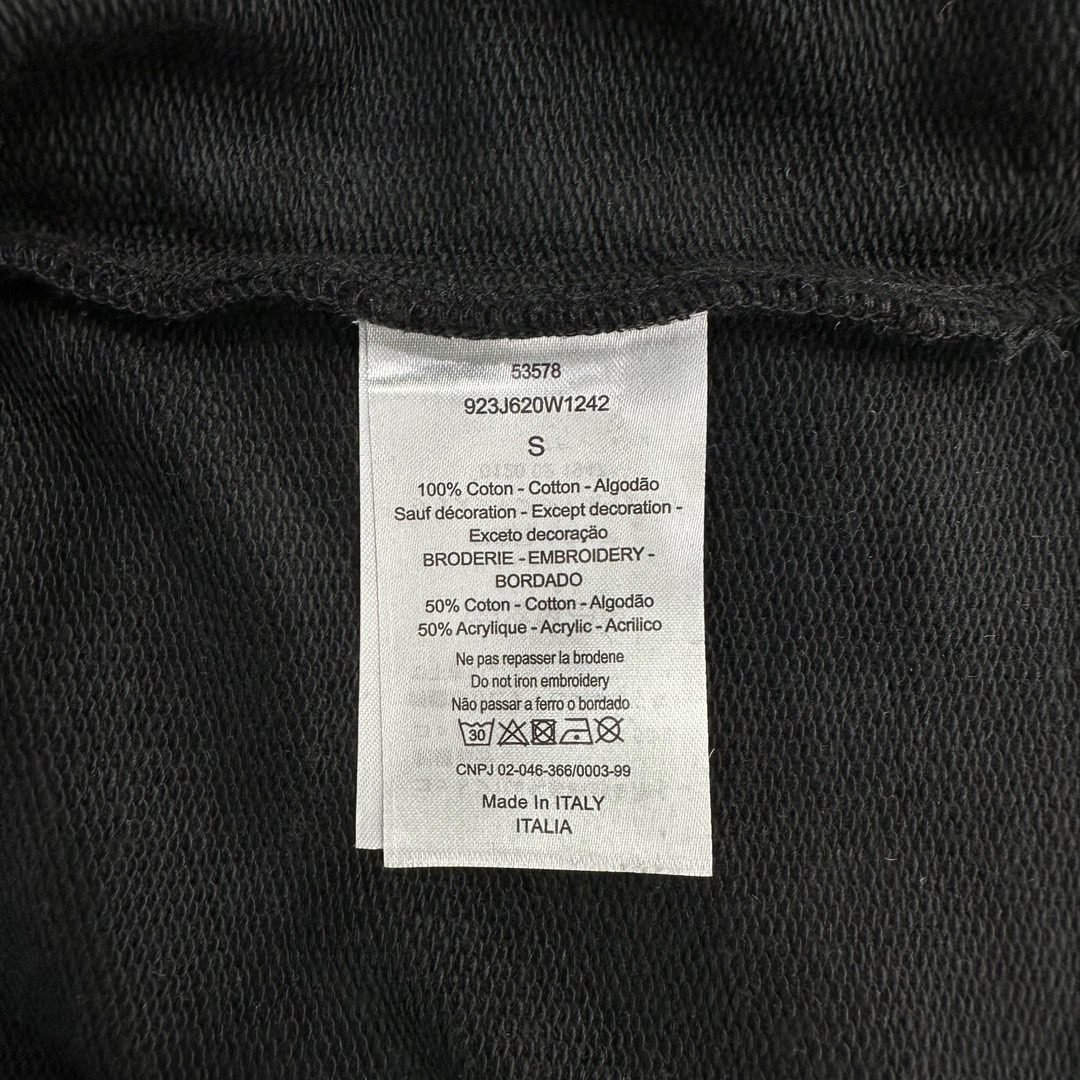 53578
923J620W1242
S
100% Coton - Cotton - Algodão
Sauf décoration - Except decoration -
Exceto decoraçäo
BRODERIE - EMBROIDERY -
BORDADO
50% Coton - Cotton - Algodão
50% Acrylique - Acrylic - Acrilico
Ne pas repasser la brodene
Do not iron embroidery
Não passar a ferro o bordado
30
CNPJ 02-046-366/0003-99
Made In ITALY
ITALIA